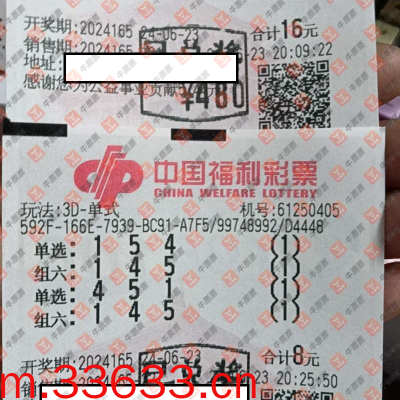 开奖期:2024165 24-06-23 合计16元
销售期:2024165 23 20:09:22
地址:
感谢您为公益事业贡献
¥480
中国福利彩票
CHINA WELFARE LOTTERY
玩法:3D-单式 机号:61250405
592F-166E-7939-BC91-A7F5/99748992/D4448
单选: 1 5 4 (1)
组六: 1 4 5 (1)
单选: 4 5 1 (1)
组六: 1 4 5 (1)
开奖期:2024165 24-06-23 合计8元
23 20:25:50
m.33633.cn